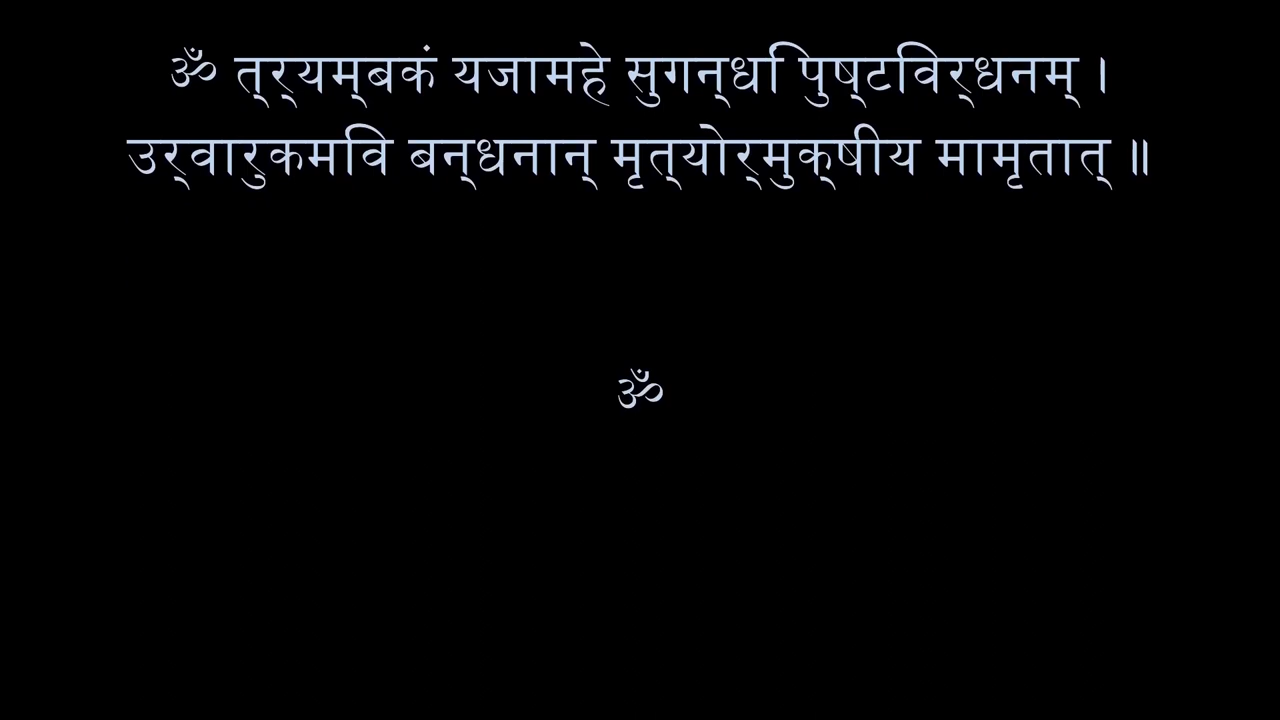 ॐ त्र्यम्बकं यजामहे सुगन्धिं पुष्टिवर्धनम् ।
उर्वारुकमिव बन्धनान् मृत्योर्मुक्षीय मामृतात् ॥
ॐ